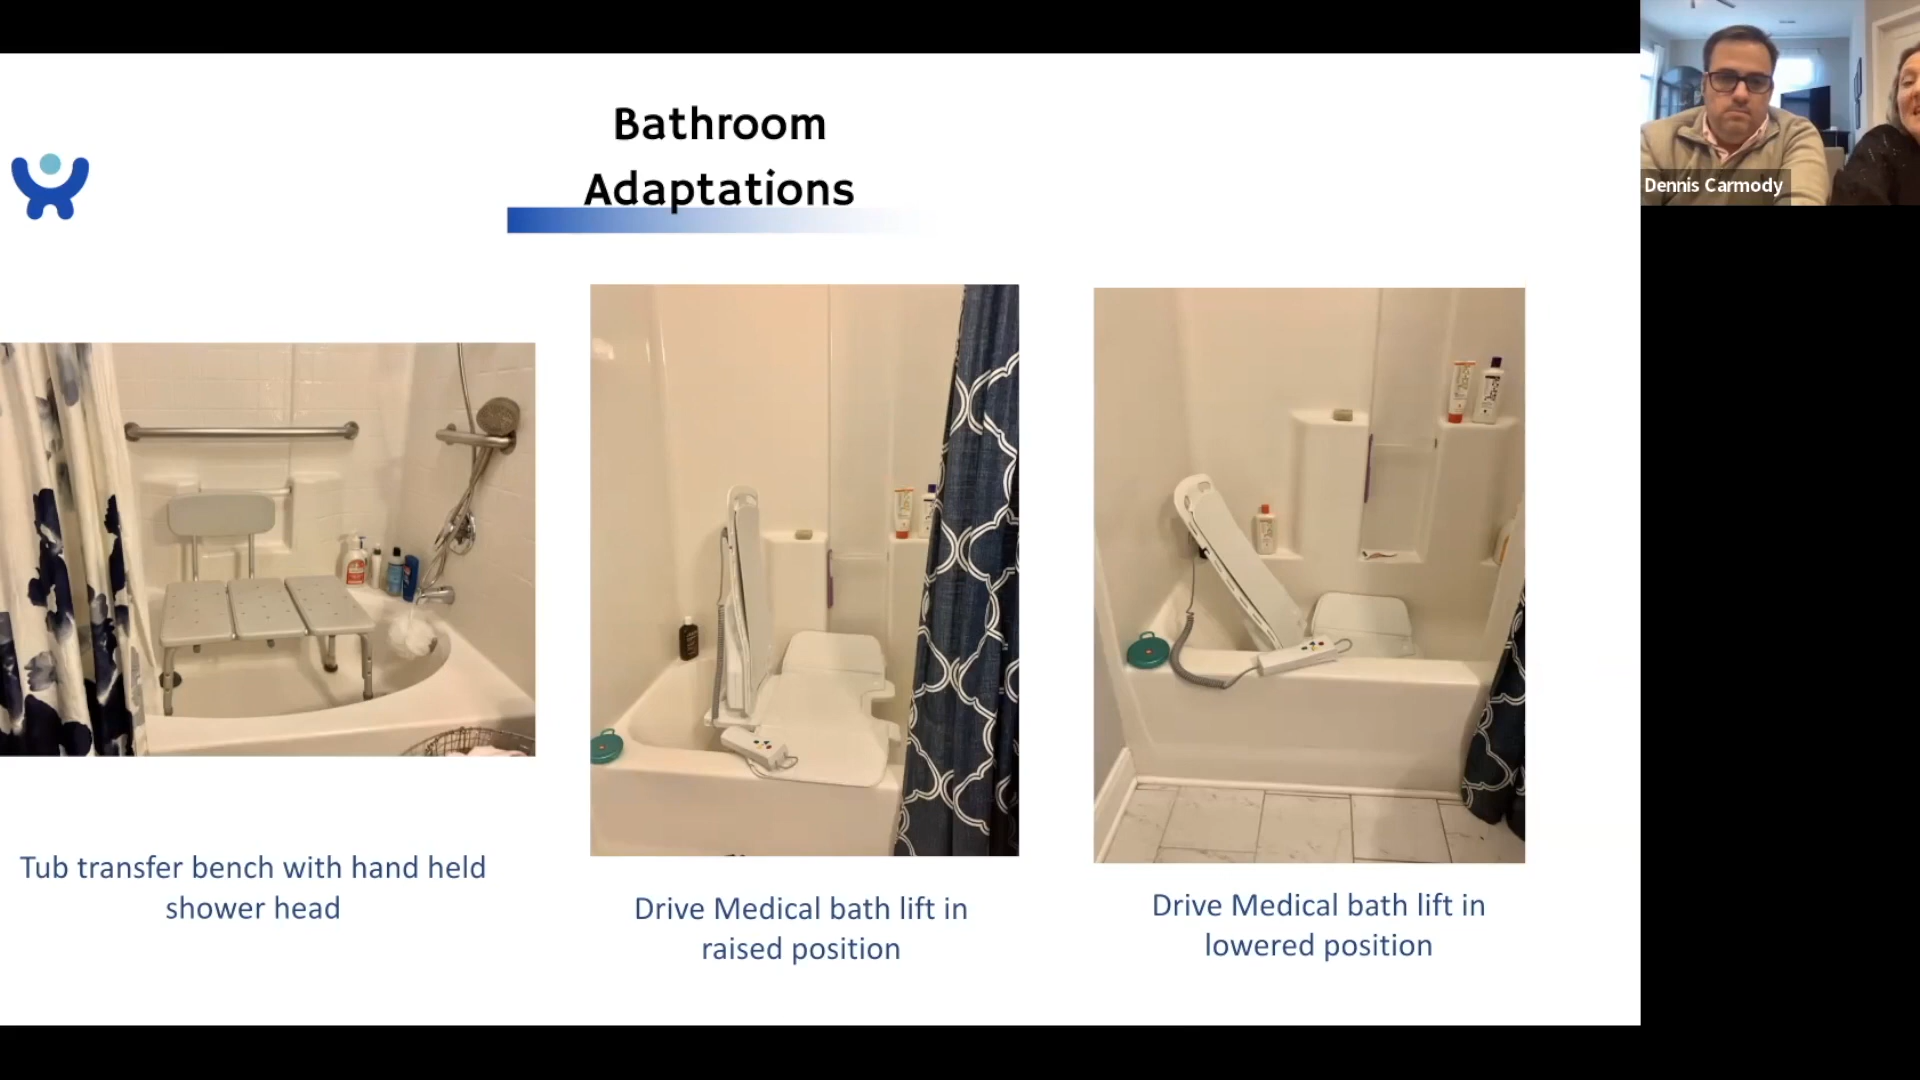 Bathroom
Adaptations
Dennis Carmody
Tub transfer bench with hand held
shower head
Drive Medical bath lift in
raised position
Drive Medical bath lift in
lowered position